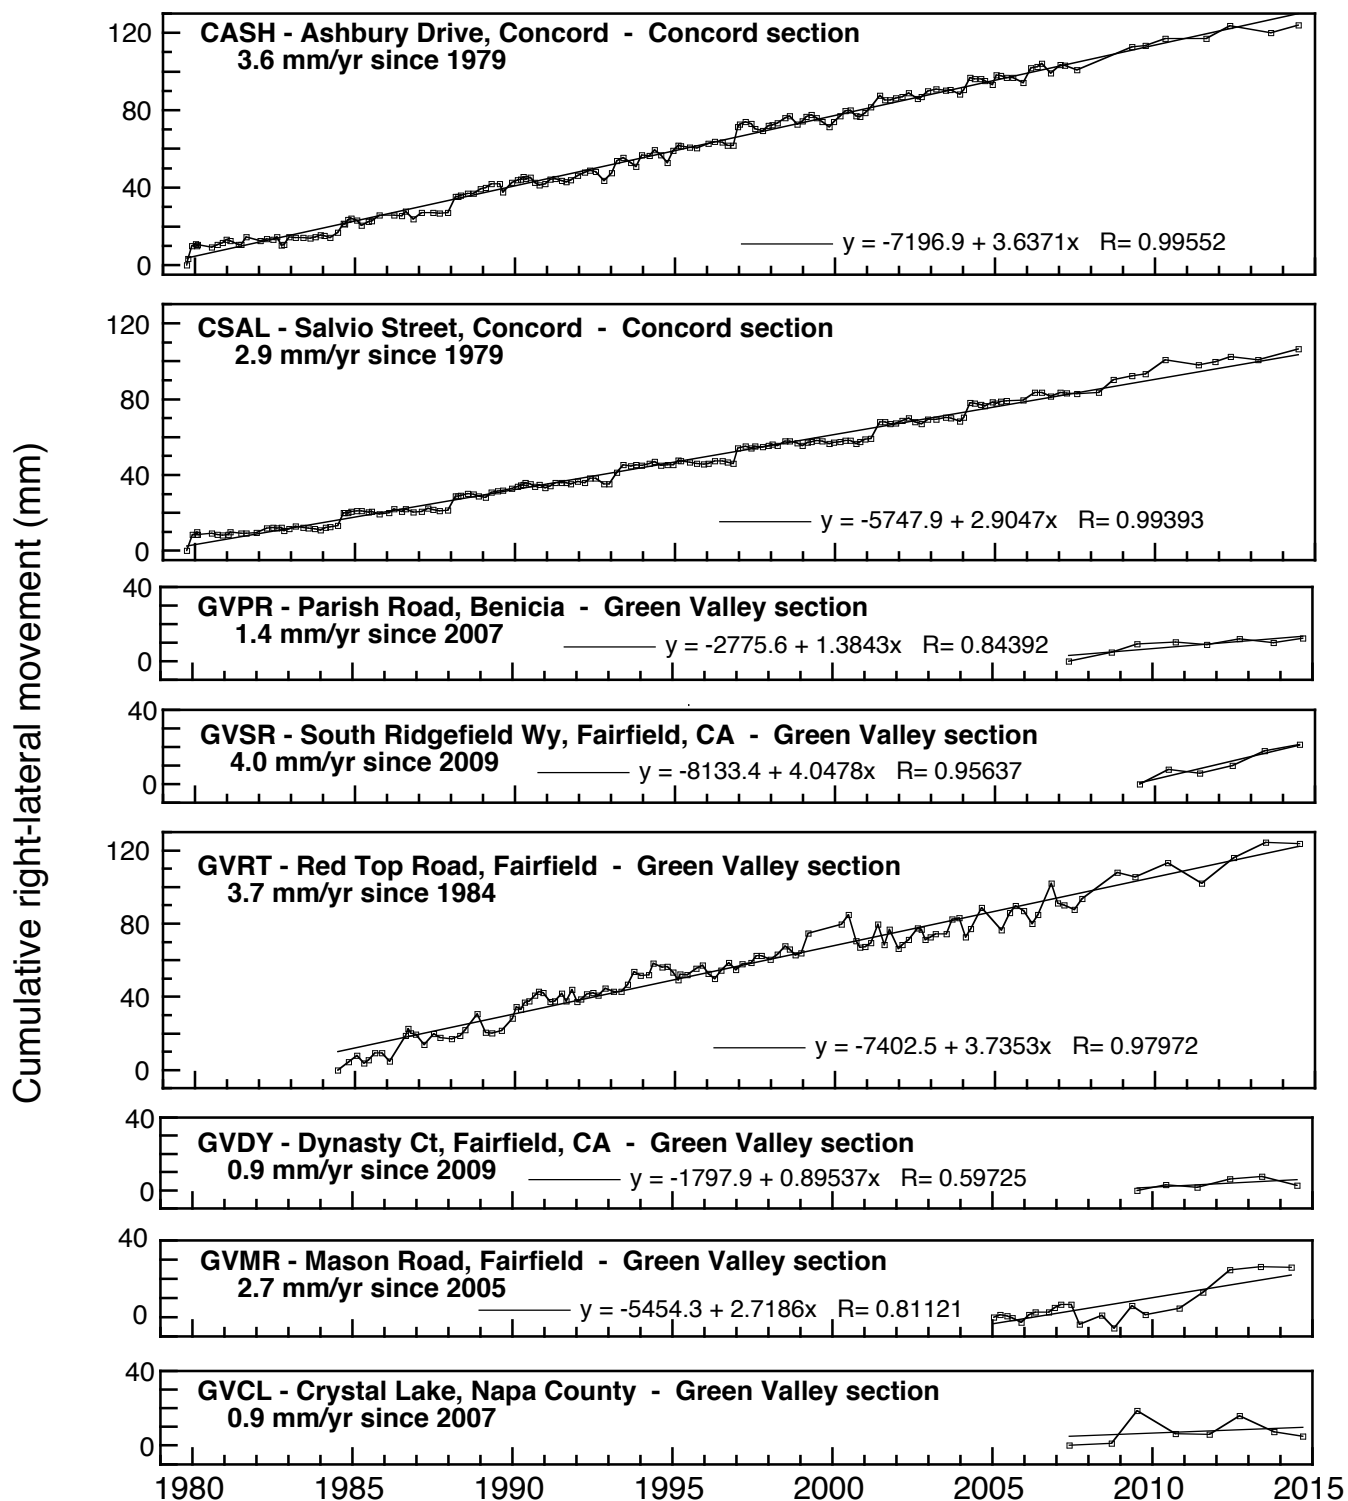 Cumulative right-lateral movement (mm)
CASH - Ashbury Drive, Concord - Concord section
3.6 mm/yr since 1979
120
80
40
0
y = -7196.9 + 3.6371x R= 0.99552
CSAL - Salvio Street, Concord - Concord section
2.9 mm/yr since 1979
120
80
40
0
y = -5747.9 + 2.9047x R= 0.99393
GVPR - Parish Road, Benicia - Green Valley section
1.4 mm/yr since 2007
40
0
y = -2775.6 + 1.3843x R= 0.84392
GVSR - South Ridgefield Wy, Fairfield, CA - Green Valley section
4.0 mm/yr since 2009
40
0
y = -8133.4 + 4.0478x R= 0.95637
GVRT - Red Top Road, Fairfield - Green Valley section
3.7 mm/yr since 1984
120
80
40
0
y = -7402.5 + 3.7353x R= 0.97972
GVDY - Dynasty Ct, Fairfield, CA - Green Valley section
0.9 mm/yr since 2009
40
0
y = -1797.9 + 0.89537x R= 0.59725
GVMR - Mason Road, Fairfield - Green Valley section
2.7 mm/yr since 2005
40
0
y = -5454.3 + 2.7186x R= 0.81121
GVCL - Crystal Lake, Napa County - Green Valley section
0.9 mm/yr since 2007
40
0
1980 1985 1990 1995 2000 2005 2010 2015